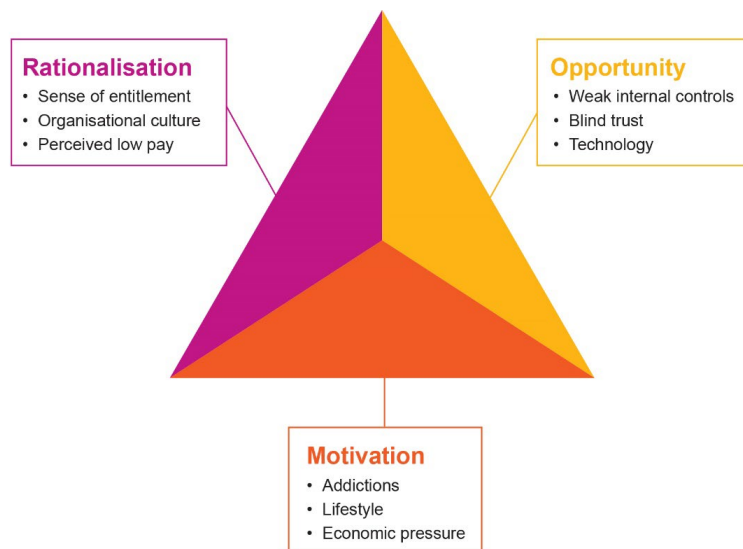 Rationalisation
• Sense of entitlement
• Organisational culture
• Perceived low pay
Opportunity
• Weak internal controls
• Blind trust
• Technology
Motivation
• Addictions
• Lifestyle
• Economic pressure